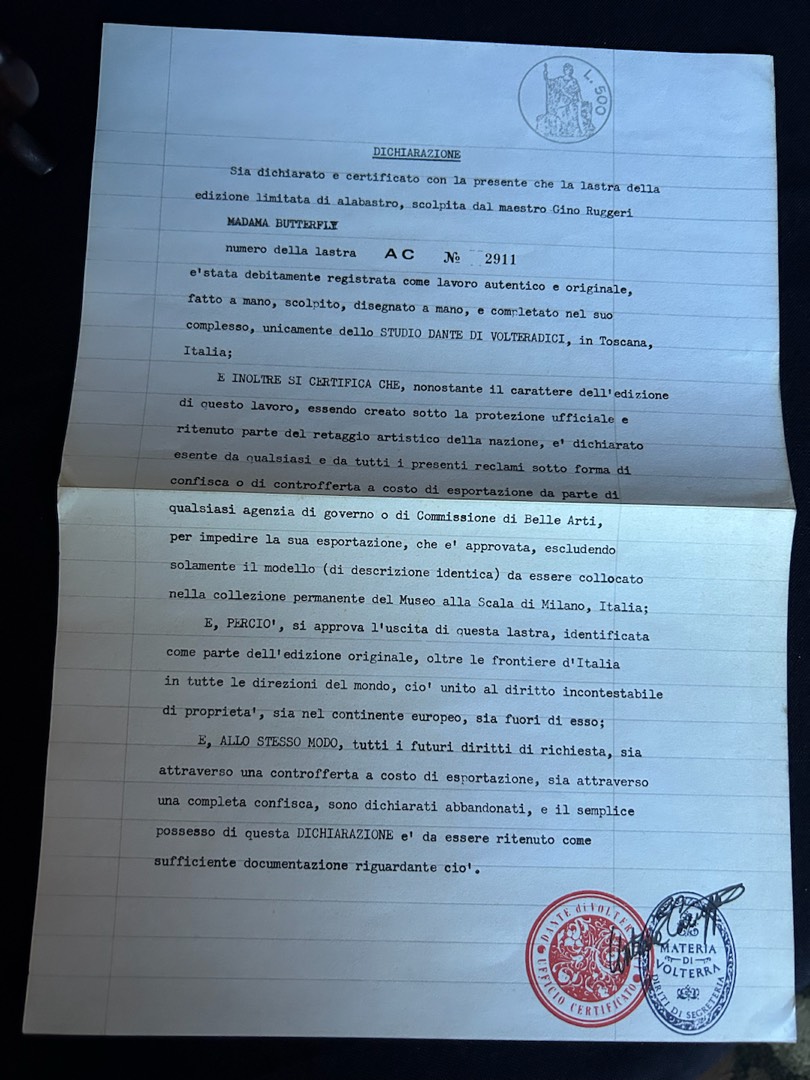 L. 500
DICHIARAZIONE
Sia dichiarato e certificato con la presente che la lastra della
edizione limitata di alabastro, scolpita dal maestro Gino Ruggeri
MADAMA BUTTERFLY
numero della lastra AC № 2911
e'stata debitamente registrata come lavoro autentico e originale,
fatto a mano, scolpito, disegnato a mano, e completato nel suo
complesso, unicamente dello STUDIO DANTE DI VOLTERADICI, in Toscana,
Italia;
E INOLTRE SI CERTIFICA CHE, nonostante il carattere dell'edizione
di questo lavoro, essendo creato sotto la protezione ufficiale e
ritenuto parte del retaggio artistico della nazione, e' dichiarato
esente da qualsiasi e da tutti i presenti reclami sotto forma di
confisca o di controfferta a costo di esportazione da parte di
qualsiasi agenzia di governo o di Commissione di Belle Arti,
per impedire la sua esportazione, che e' approvata, escludendo
solamente il modello (di descrizione identica) da essere collocato
nella collezione permanente del Museo alla Scala di Milano, Italia;
E, PERCIO', si approva l'uscita di questa lastra, identificata
come parte dell'edizione originale, oltre le frontiere d'Italia
in tutte le direzioni del mondo, cio' unito al diritto incontestabile
di proprieta', sia nel continente europeo, sia fuori di esso;
E, ALLO STESSO MODO, tutti i futuri diritti di richiesta, sia
attraverso una controfferta a costo di esportazione, sia attraverso
una completa confisca, sono dichiarati abbandonati, e il semplice
possesso di questa DICHIARAZIONE e' da essere ritenuto come
sufficiente documentazione riguardante cio'.
DANTE di VOLTER
UFFICIO CERTIFICATO
MATERIA
DI
VOLTERRA
DIRITI DI SEGRETERIA